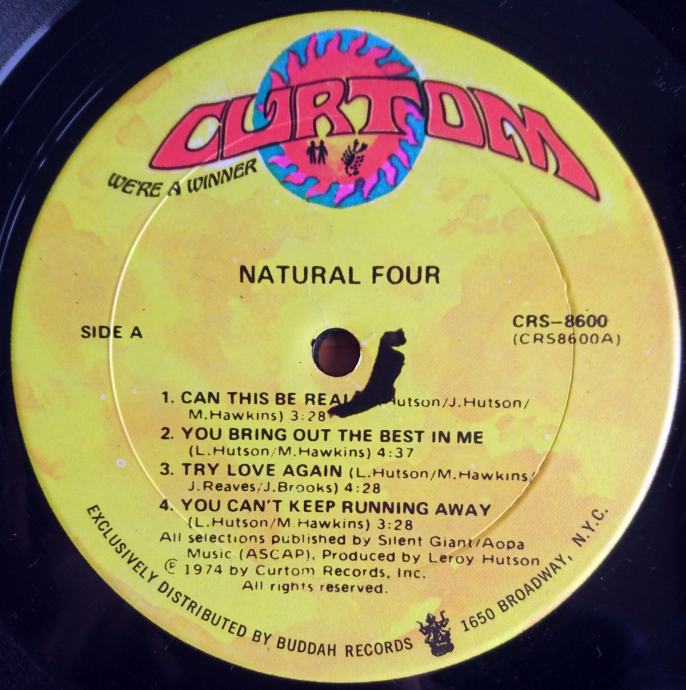 CURTOM
WE'RE A WINNER
NATURAL FOUR
SIDE A
CRS-8600
(CRS8600A)
1. CAN THIS BE REAL Hutson/J.Hutson/
M.Hawkins) 3:28
2. YOU BRING OUT THE BEST IN ME
(L.Hutson/M.Hawkins) 4:37
3. TRY LOVE AGAIN (L.Hutson/M.Hawkins/
J.Reaves/J.Brooks) 4:28
4. YOU CAN'T KEEP RUNNING AWAY
(L.Hutson/M.Hawkins) 3:28
All selections published by Silent Giant/Aopa
Music (ASCAP), Produced by Leroy Hutson
℗ 1974 by Curtom Records, Inc.
All rights reserved.
EXCLUSIVELY DISTRIBUTED BY BUDDAH RECORDS 1650 BROADWAY, N.Y.C.